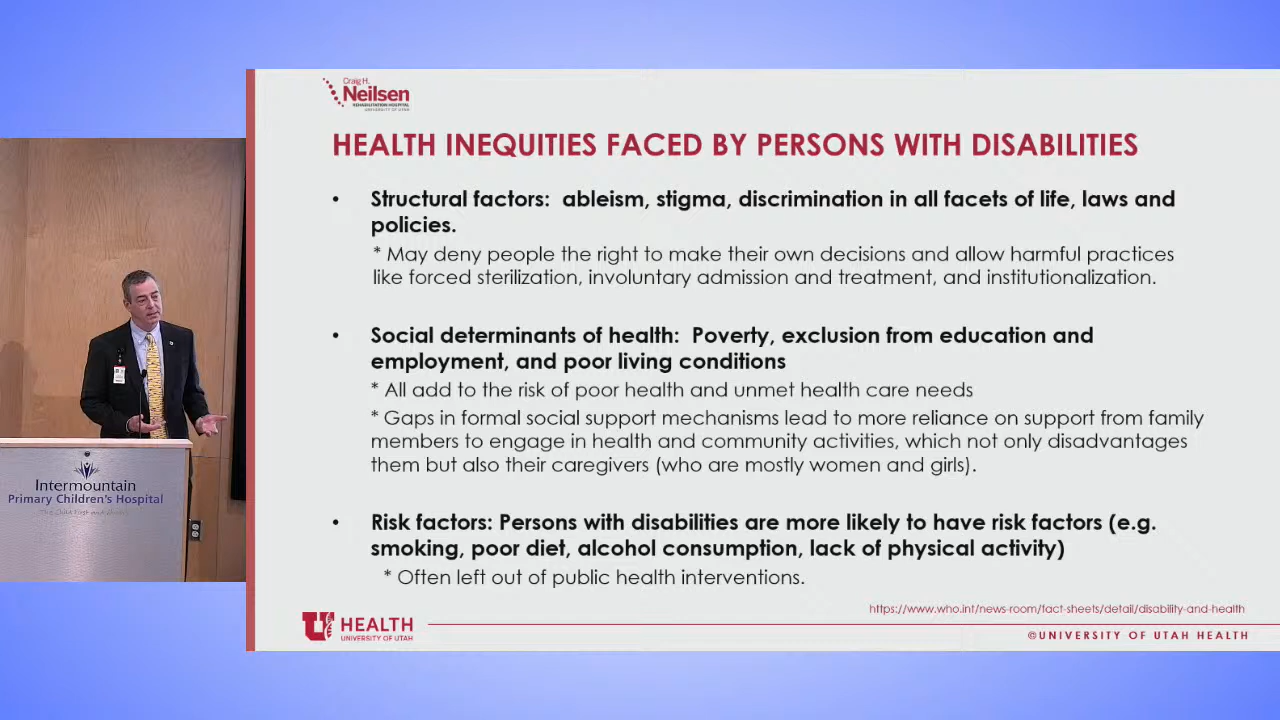 Craig H.
Neilsen
REHABILITATION HOSPITAL
UNIVERSITY OF UTAH
HEALTH INEQUITIES FACED BY PERSONS WITH DISABILITIES
• Structural factors:  ableism, stigma, discrimination in all facets of life, laws and
policies.
* May deny people the right to make their own decisions and allow harmful practices
like forced sterilization, involuntary admission and treatment, and institutionalization.
• Social determinants of health:  Poverty, exclusion from education and
employment, and poor living conditions
* All add to the risk of poor health and unmet health care needs
* Gaps in formal social support mechanisms lead to more reliance on support from family
members to engage in health and community activities, which not only disadvantages
them but also their caregivers (who are mostly women and girls).
• Risk factors: Persons with disabilities are more likely to have risk factors (e.g.
smoking, poor diet, alcohol consumption, lack of physical activity)
* Often left out of public health interventions.
https://www.who.int/news-room/fact-sheets/detail/disability-and-health
U HEALTH
UNIVERSITY OF UTAH
©UNIVERSITY OF UTAH HEALTH
Intermountain
Primary Children's Hospital
The Child First and Always